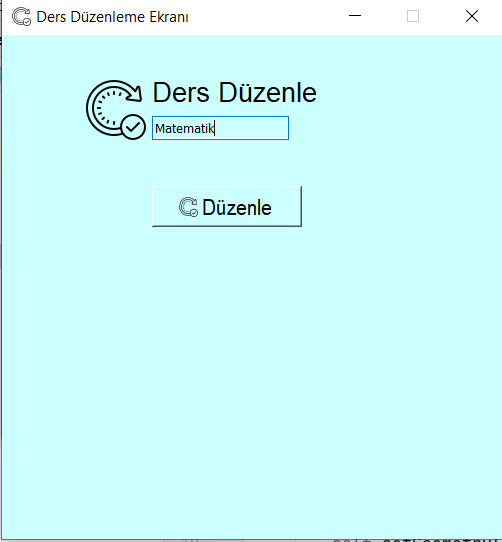 Ders Düzenleme Ekranı
Ders Düzenle
Matematik
Düzenle